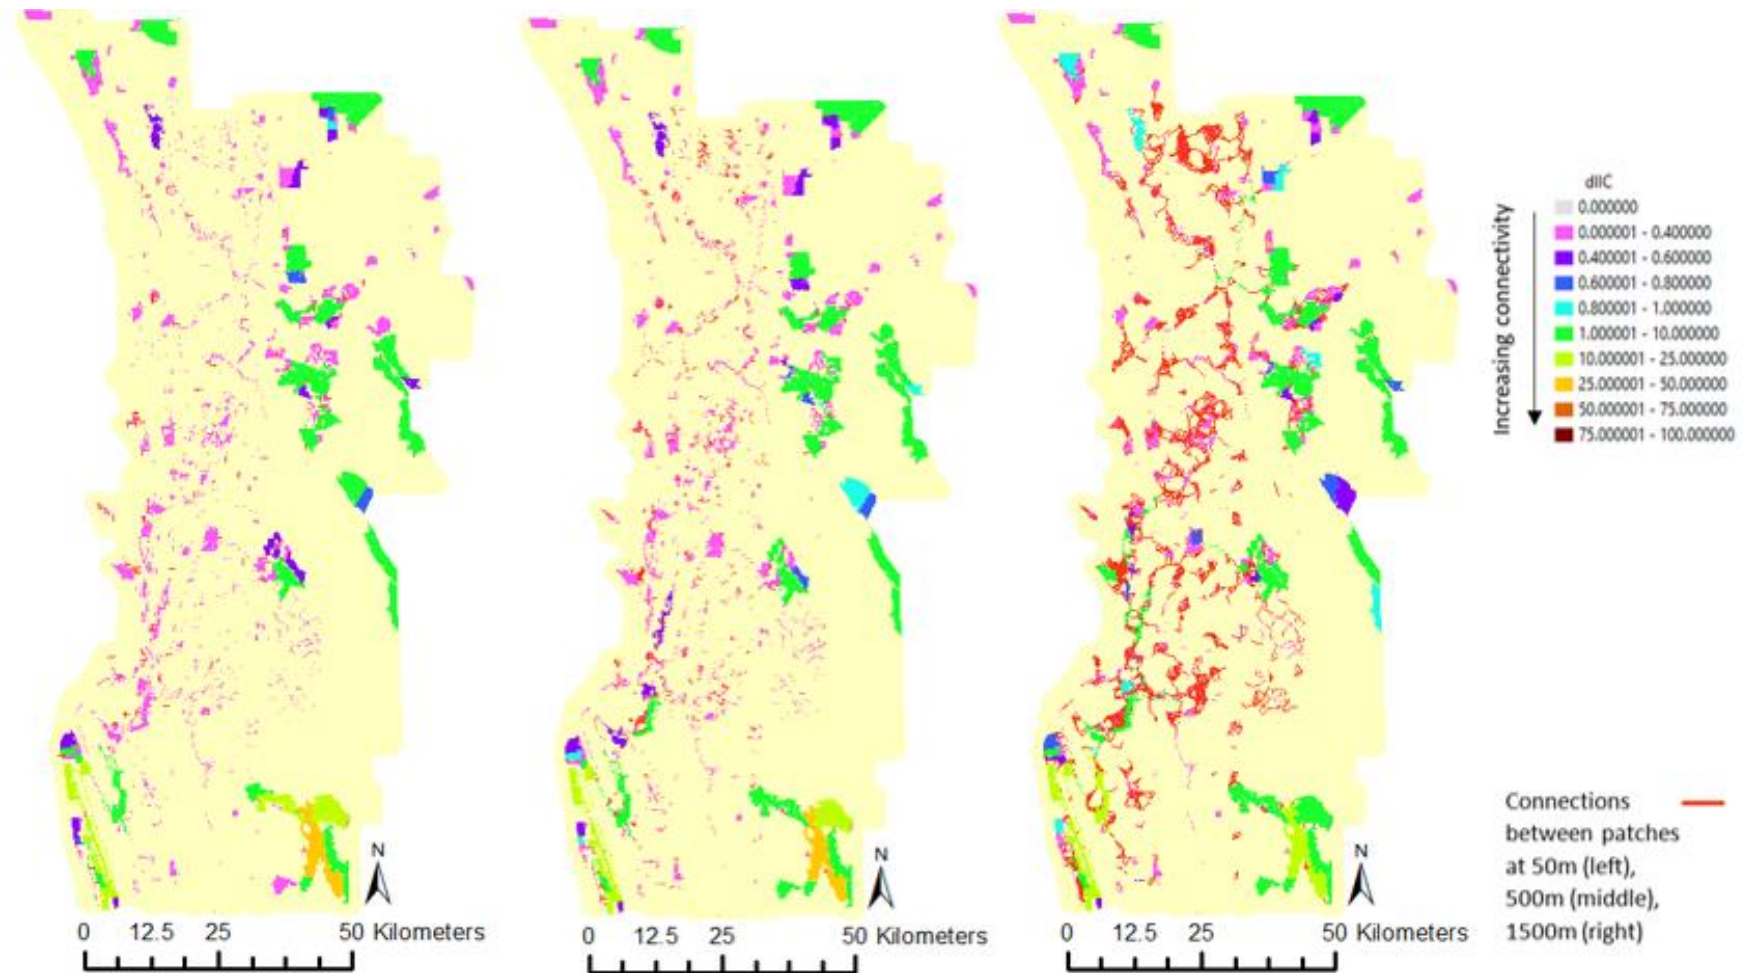 dIIC
0.000000
0.000001 - 0.400000
0.400001 - 0.600000
0.600001 - 0.800000
0.800001 - 1.000000
1.000001 - 10.000000
10.000001 - 25.000000
25.000001 - 50.000000
50.000001 - 75.000000
75.000001 - 100.000000
Increasing connectivity
Connections
between patches
at 50m (left),
500m (middle),
1500m (right)
N
N
N
0 12.5 25 50 Kilometers
0 12.5 25 50 Kilometers
0 12.5 25 50 Kilometers